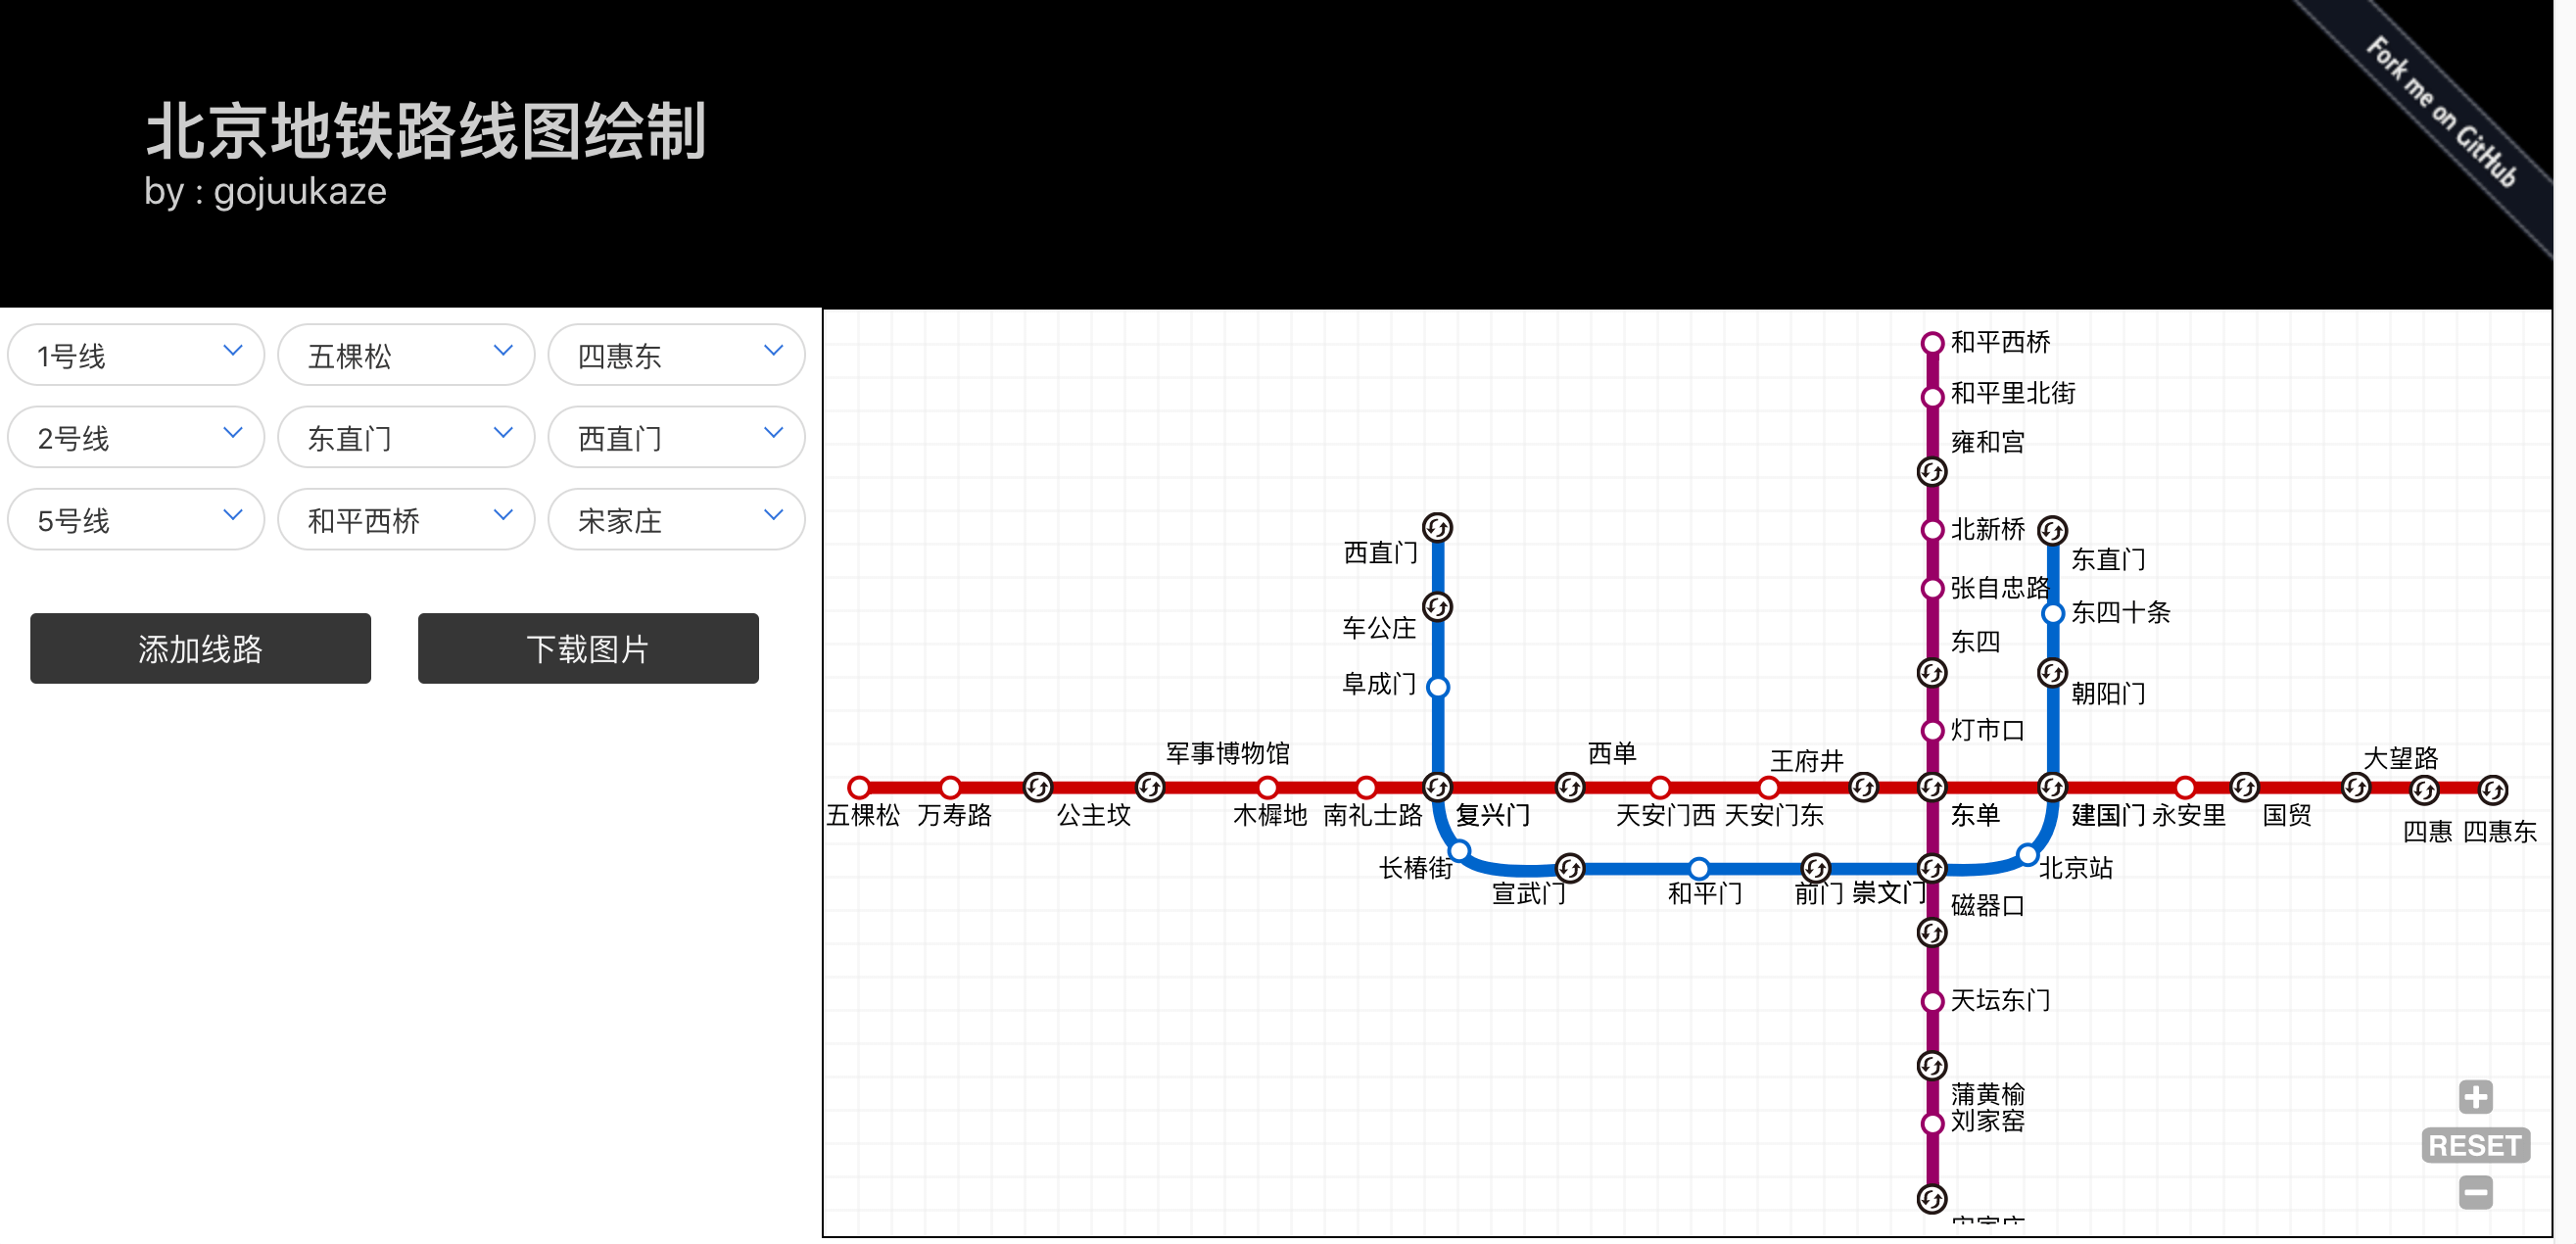 北京地铁路线图绘制
by : gojuukaze
Fork me on GitHub
1号线 五棵松 四惠东
2号线 东直门 西直门
5号线 和平西桥 宋家庄
添加线路 下载图片
和平西桥
和平里北街
雍和宫
北新桥
张自忠路
东四
灯市口
西直门
车公庄
阜成门
东直门
东四十条
朝阳门
军事博物馆 西单 王府井 大望路
五棵松 万寿路 公主坟 木樨地 南礼士路 复兴门 天安门西 天安门东 东单 建国门 永安里 国贸 四惠 四惠东
长椿街 北京站
宣武门 和平门 前门 崇文门
磁器口
天坛东门
蒲黄榆
刘家窑
RESET